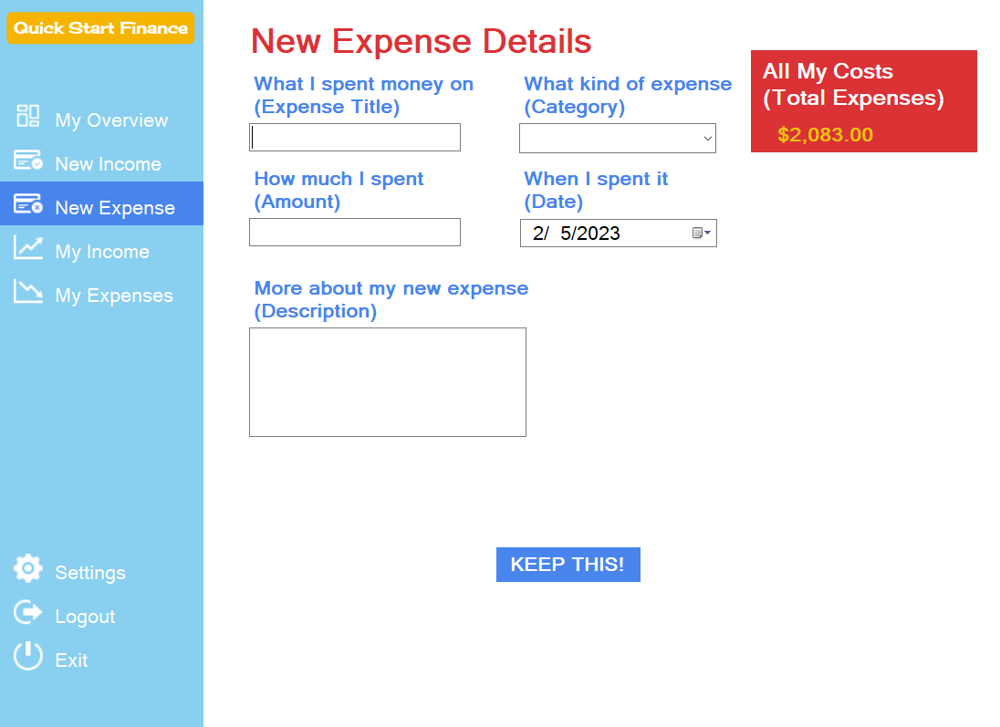 Quick Start Finance
My Overview
New Income
New Expense
My Income
My Expenses
Settings
Logout
Exit
New Expense Details
What I spent money on
(Expense Title)
What kind of expense
(Category)
How much I spent
(Amount)
When I spent it
(Date)
2/ 5/2023
More about my new expense
(Description)
KEEP THIS!
All My Costs
(Total Expenses)
$2,083.00